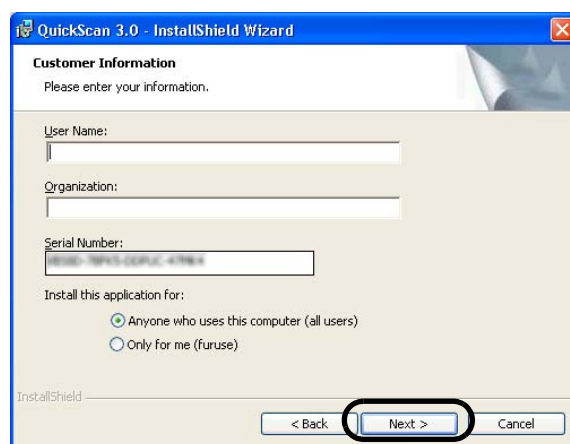 QuickScan 3.0 - InstallShield Wizard
Customer Information
Please enter your information.
User Name:
Organization:
Serial Number:
Install this application for:
Anyone who uses this computer (all users)
Only for me (furuse)
InstallShield
< Back Next > Cancel